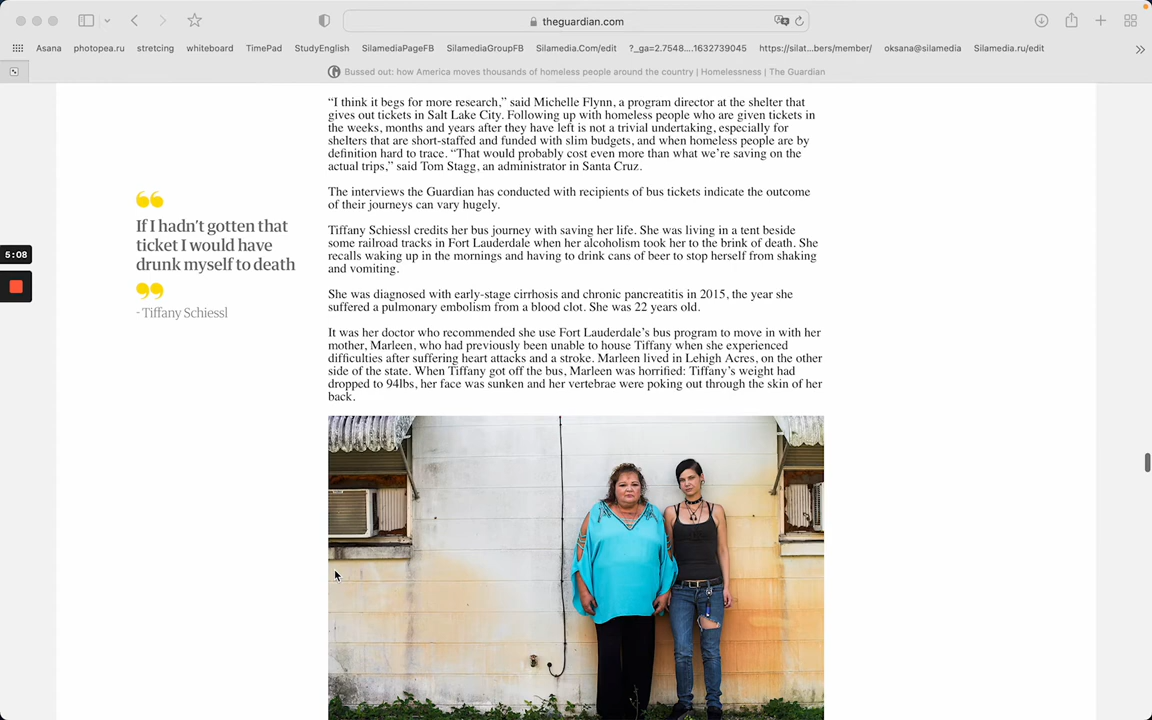 theguardian.com
Asana photopea.ru stretcing whiteboard TimePad StudyEnglish SilamediaPageFB SilamediaGroupFB Silamedia.Com/edit ?_ga=2.7548....1632739045 https://silat...bers/member/ oksana@silamedia Silamedia.ru/edit
Bussed out: how America moves thousands of homeless people around the country | Homelessness | The Guardian
“I think it begs for more research,” said Michelle Flynn, a program director at the shelter that
gives out tickets in Salt Lake City. Following up with homeless people who are given tickets in
the weeks, months and years after they have left is not a trivial undertaking, especially for
shelters that are short-staffed and funded with slim budgets, and when homeless people are by
definition hard to trace. “That would probably cost even more than what we’re saving on the
actual trips,” said Tom Stagg, an administrator in Santa Cruz.
The interviews the Guardian has conducted with recipients of bus tickets indicate the outcome
of their journeys can vary hugely.
If I hadn’t gotten that
ticket I would have
drunk myself to death
- Tiffany Schiessl
5:08
Tiffany Schiessl credits her bus journey with saving her life. She was living in a tent beside
some railroad tracks in Fort Lauderdale when her alcoholism took her to the brink of death. She
recalls waking up in the mornings and having to drink cans of beer to stop herself from shaking
and vomiting.
She was diagnosed with early-stage cirrhosis and chronic pancreatitis in 2015, the year she
suffered a pulmonary embolism from a blood clot. She was 22 years old.
It was her doctor who recommended she use Fort Lauderdale’s bus program to move in with her
mother, Marleen, who had previously been unable to house Tiffany when she experienced
difficulties after suffering heart attacks and a stroke. Marleen lived in Lehigh Acres, on the other
side of the state. When Tiffany got off the bus, Marleen was horrified: Tiffany’s weight had
dropped to 94lbs, her face was sunken and her vertebrae were poking out through the skin of her
back.